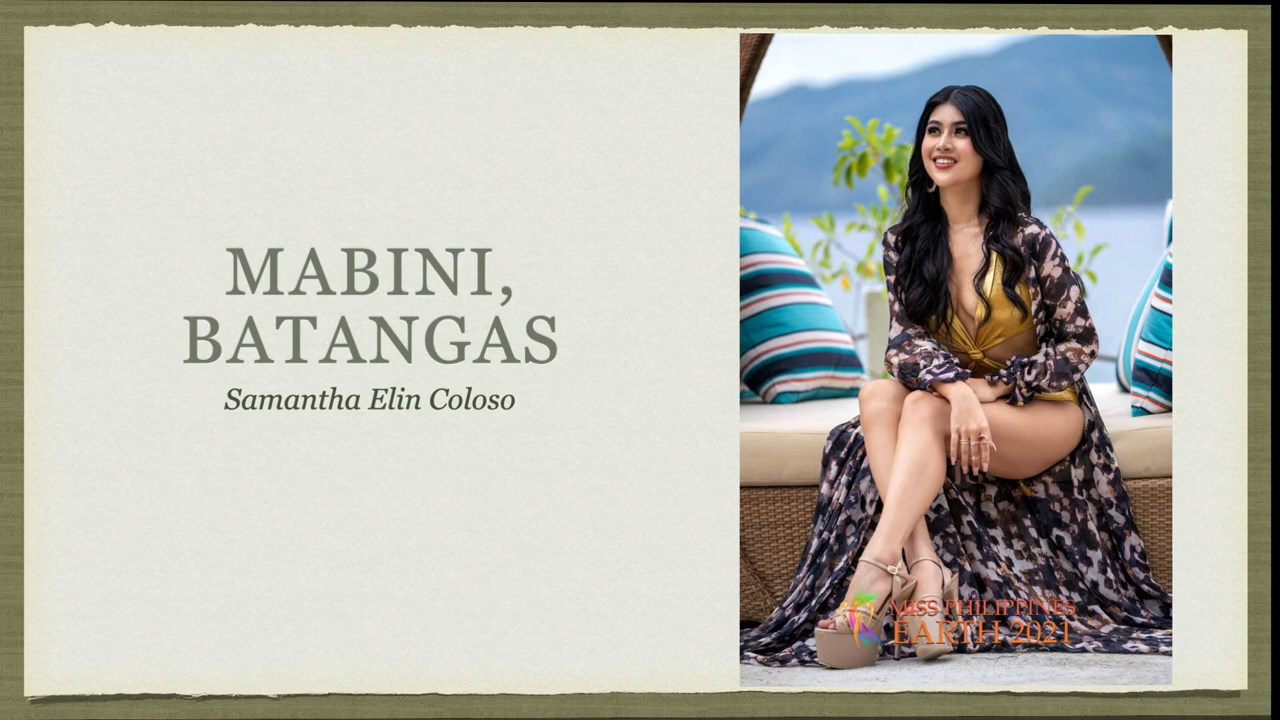 MABINI,
BATANGAS
Samantha Elin Coloso
MISS PHILIPPINES
EARTH 2021